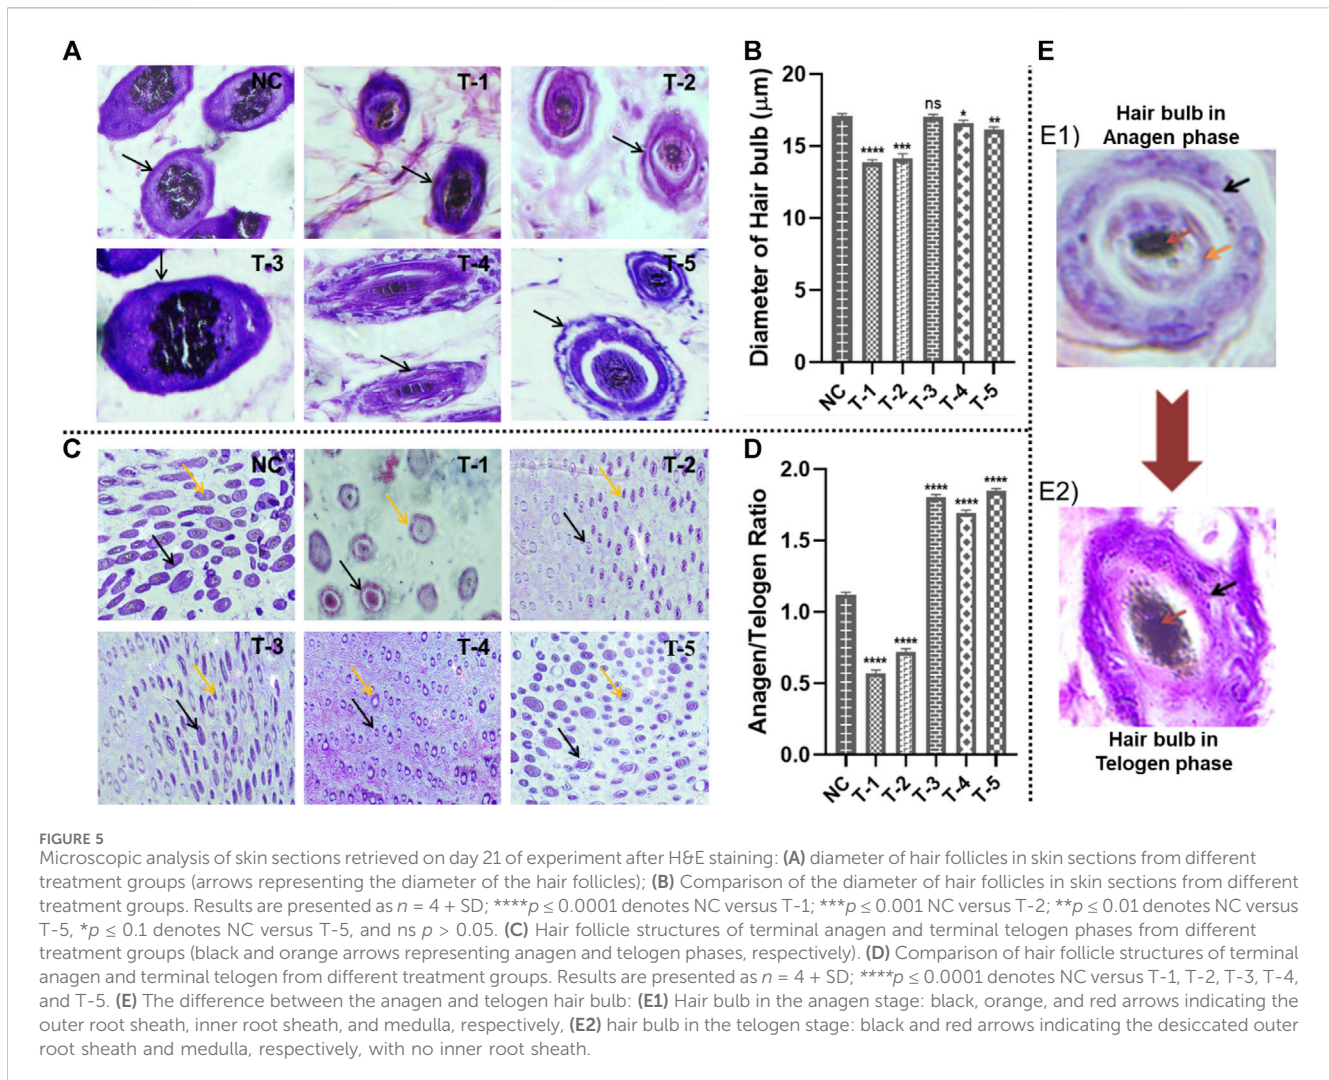 A
NC
T-1
T-2
T-3
T-4
T-5
B
Diameter of Hair bulb (μm)
20
15
10
5
0
****
***
ns
*
**
NC
T-1
T-2
T-3
T-4
T-5
C
NC
T-1
T-2
T-3
T-4
T-5
D
Anagen/Telogen Ratio
2.0
1.5
1.0
0.5
0.0
****
****
****
****
****
NC
T-1
T-2
T-3
T-4
T-5
E
Hair bulb in
Anagen phase
E1)
E2)
Hair bulb in
Telogen phase
FIGURE 5
Microscopic analysis of skin sections retrieved on day 21 of experiment after H&E staining: (A) diameter of hair follicles in skin sections from different
treatment groups (arrows representing the diameter of the hair follicles); (B) Comparison of the diameter of hair follicles in skin sections from different
treatment groups. Results are presented as n = 4 + SD; ****p ≤ 0.0001 denotes NC versus T-1; ***p ≤ 0.001 NC versus T-2; **p ≤ 0.01 denotes NC versus
T-5, *p ≤ 0.1 denotes NC versus T-5, and ns p > 0.05. (C) Hair follicle structures of terminal anagen and terminal telogen phases from different
treatment groups (black and orange arrows representing anagen and telogen phases, respectively). (D) Comparison of hair follicle structures of terminal
anagen and terminal telogen from different treatment groups. Results are presented as n = 4 + SD; ****p ≤ 0.0001 denotes NC versus T-1, T-2, T-3, T-4,
and T-5. (E) The difference between the anagen and telogen hair bulb: (E1) Hair bulb in the anagen stage: black, orange, and red arrows indicating the
outer root sheath, inner root sheath, and medulla, respectively, (E2) hair bulb in the telogen stage: black and red arrows indicating the desiccated outer
root sheath and medulla, respectively, with no inner root sheath.